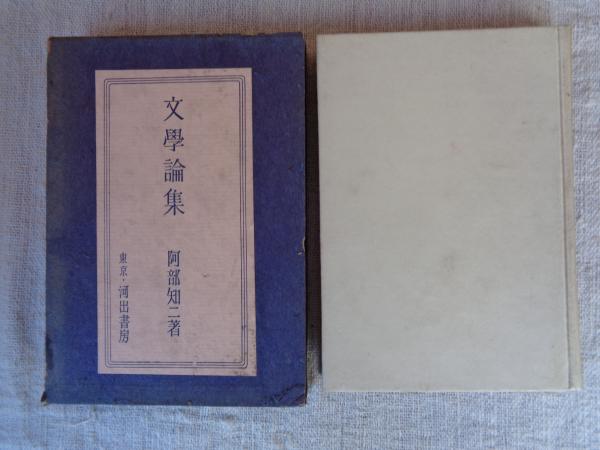 文學論集
阿部知二著
東京・河出書房